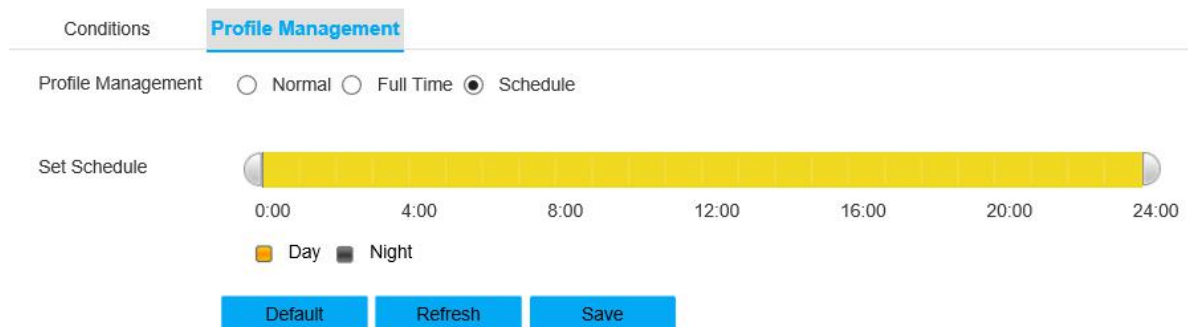 Conditions Profile Management
Profile Management Normal Full Time Schedule
Set Schedule
0:00 4:00 8:00 12:00 16:00 20:00 24:00
Day Night
Default Refresh Save